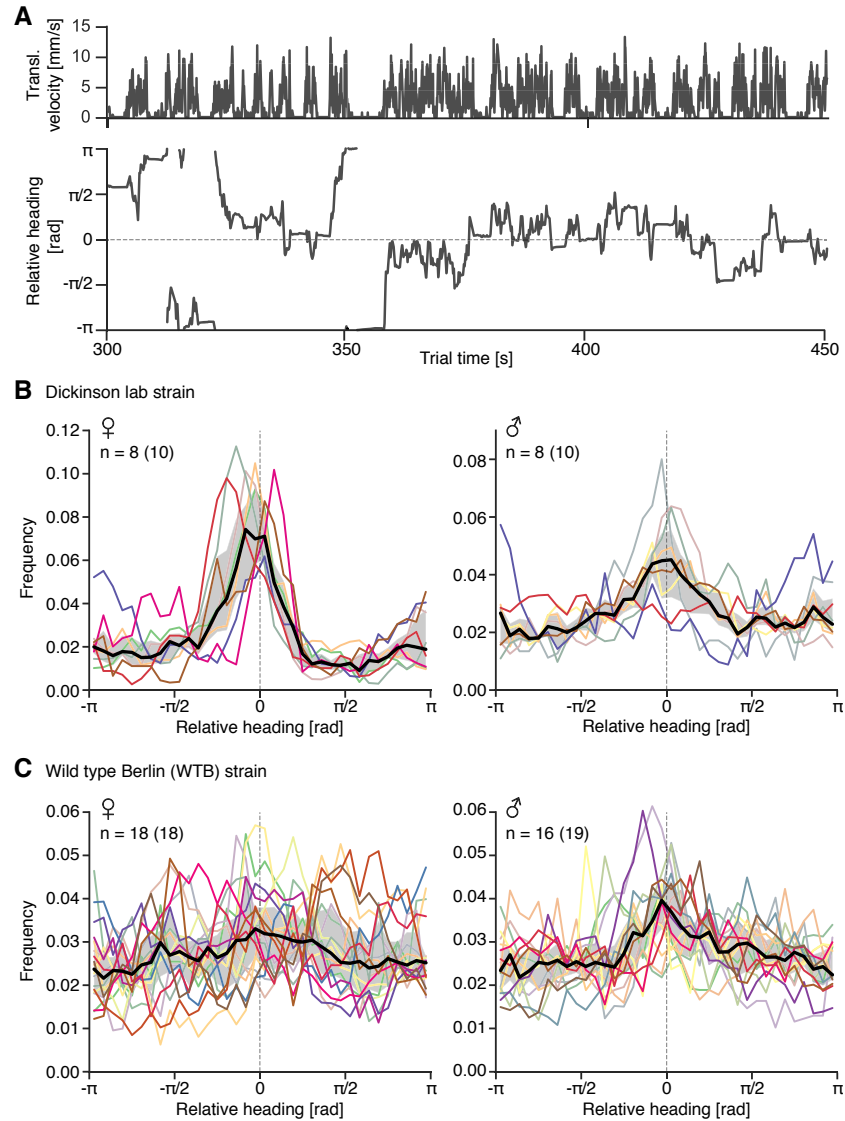 A
Transl.
velocity [mm/s]
15
10
5
0
Relative heading
[rad]
π
π/2
0
-π/2
-π
300
350
400
450
Trial time [s]
B Dickinson lab strain
♀
n = 8 (10)
Frequency
0.12
0.10
0.08
0.06
0.04
0.02
0.00
-π
-π/2
0
π/2
π
Relative heading [rad]
♂
n = 8 (10)
0.08
0.06
0.04
0.02
0.00
-π
-π/2
0
π/2
π
Relative heading [rad]
C Wild type Berlin (WTB) strain
♀
n = 18 (18)
Frequency
0.06
0.05
0.04
0.03
0.02
0.01
0.00
-π
-π/2
0
π/2
π
Relative heading [rad]
♂
n = 16 (19)
0.06
0.05
0.04
0.03
0.02
0.01
0.00
-π
-π/2
0
π/2
π
Relative heading [rad]